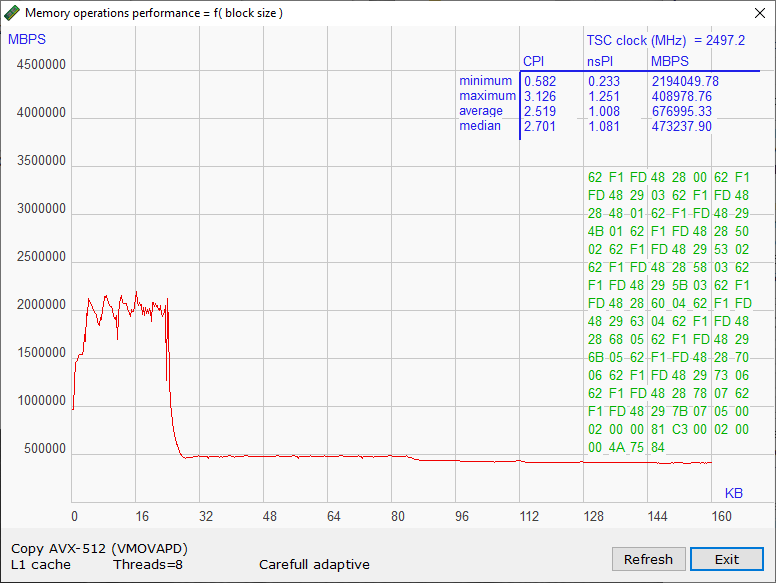 Memory operations performance = f( block size )
MBPS
TSC clock (MHz) = 2497.2
CPI nsPI MBPS
minimum 0.582 0.233 2194049.78
maximum 3.126 1.251 408978.76
average 2.519 1.008 676995.33
median 2.701 1.081 473237.90
4500000
4000000
3500000
3000000
2500000
2000000
1500000
1000000
500000
62 F1 FD 48 28 00 62 F1
FD 48 29 03 62 F1 FD 48
28 48 01 62 F1 FD 48 29
4B 01 62 F1 FD 48 28 50
02 62 F1 FD 48 29 53 02
62 F1 FD 48 28 58 03 62
F1 FD 48 29 5B 03 62 F1
FD 48 28 60 04 62 F1 FD
48 29 63 04 62 F1 FD 48
28 68 05 62 F1 FD 48 29
6B 05 62 F1 FD 48 28 70
06 62 F1 FD 48 29 73 06
62 F1 FD 48 28 78 07 62
F1 FD 48 29 7B 07 05 00
02 00 00 81 C3 00 02 00
00 4A 75 84
KB
0 16 32 48 64 80 96 112 128 144 160
Copy AVX-512 (VMOVAPD)
L1 cache Threads=8 Carefull adaptive
Refresh Exit